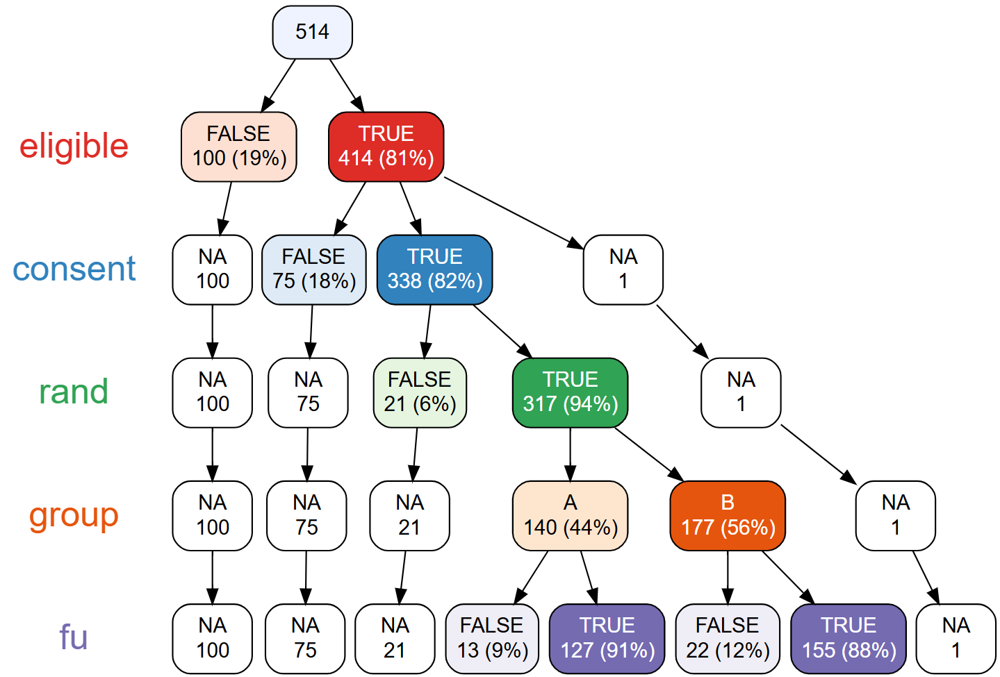 514
eligible
FALSE
100 (19%)
TRUE
414 (81%)
consent
NA
100
FALSE
75 (18%)
TRUE
338 (82%)
NA
1
rand
NA
100
NA
75
FALSE
21 (6%)
TRUE
317 (94%)
NA
1
group
NA
100
NA
75
NA
21
A
140 (44%)
B
177 (56%)
NA
1
fu
NA
100
NA
75
NA
21
FALSE
13 (9%)
TRUE
127 (91%)
FALSE
22 (12%)
TRUE
155 (88%)
NA
1